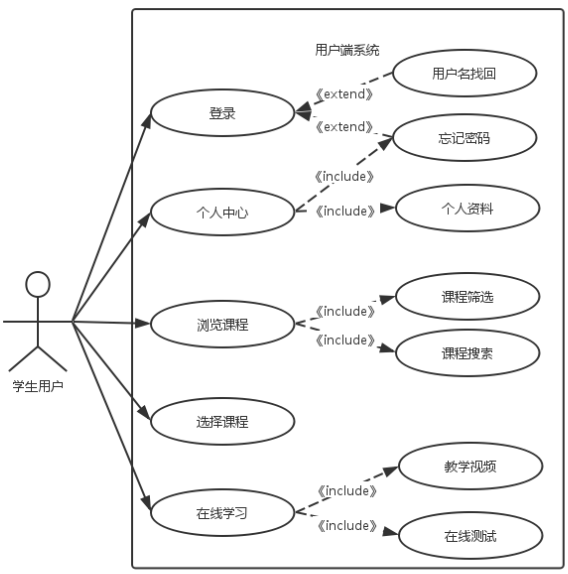 用户端系统
用户名找回
《extend》
登录
《extend》
忘记密码
《include》
个人中心
《include》
个人资料
课程筛选
《include》
浏览课程
《include》
课程搜素
学生用户
选择课程
教学视频
《include》
在线学习
《include》
在线测试